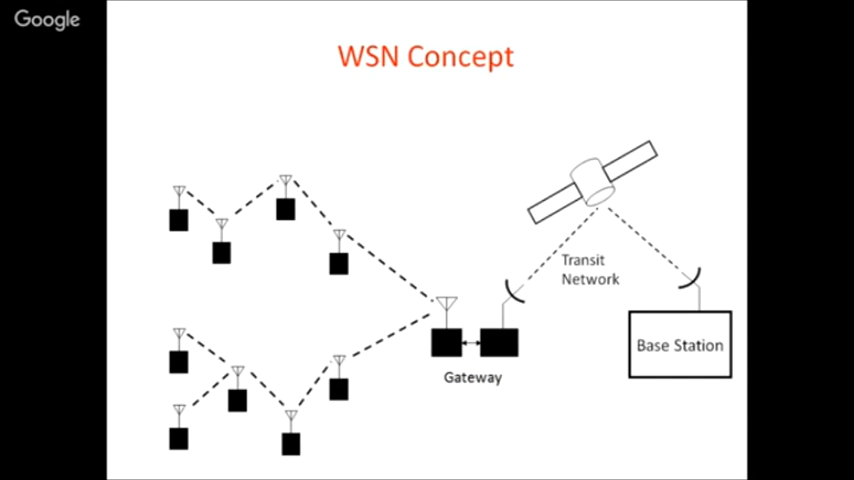 Google
WSN Concept
Transit
Network
Base Station
Gateway